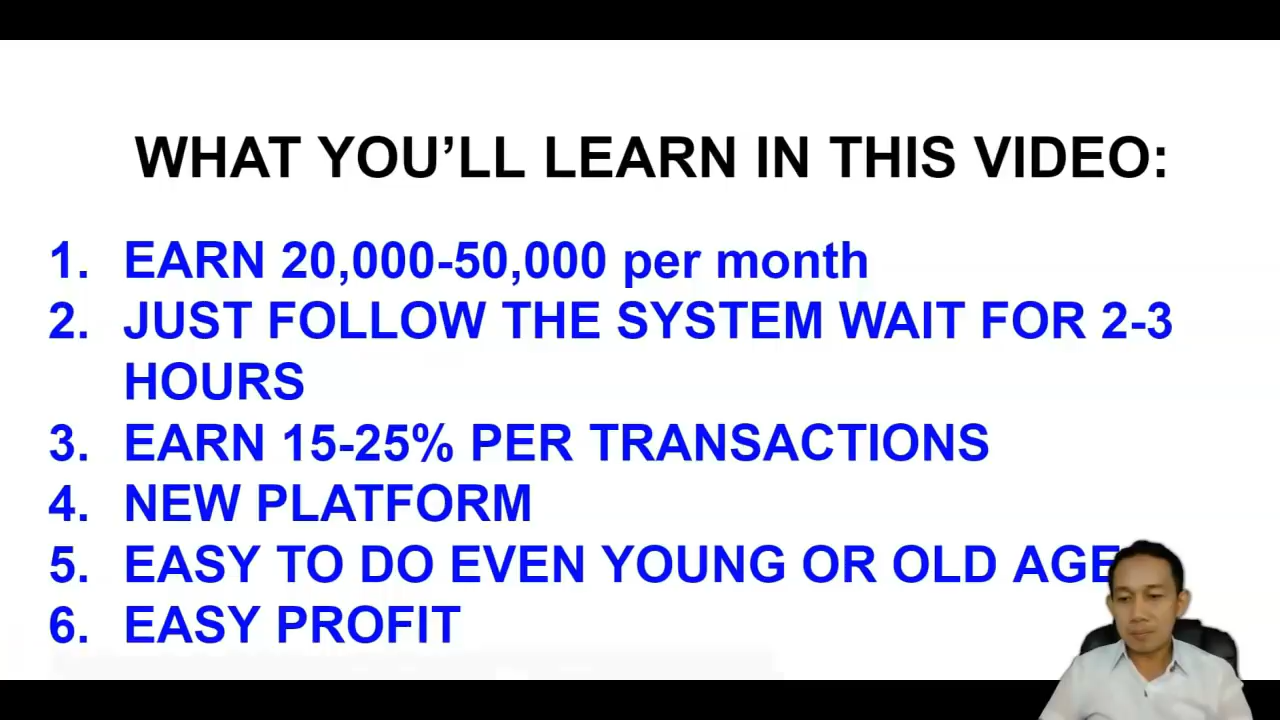 WHAT YOU’LL LEARN IN THIS VIDEO:
1. EARN 20,000-50,000 per month
2. JUST FOLLOW THE SYSTEM WAIT FOR 2-3
HOURS
3. EARN 15-25% PER TRANSACTIONS
4. NEW PLATFORM
5. EASY TO DO EVEN YOUNG OR OLD AGE
6. EASY PROFIT